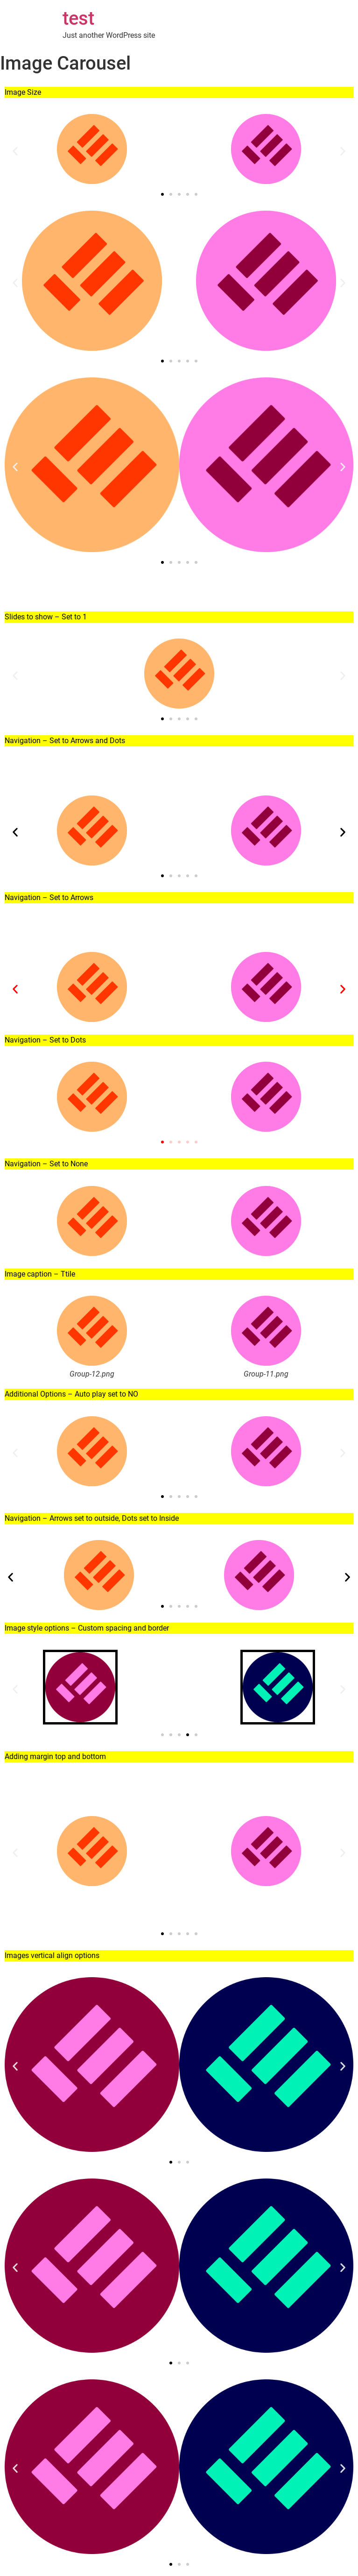 test
Just another WordPress site
Image Carousel
Image Size
Slides to show – Set to 1
Navigation – Set to Arrows and Dots
Navigation – Set to Arrows
Navigation – Set to Dots
Navigation – Set to None
Image caption – Ttile
Group-12.png
Group-11.png
Additional Options – Auto play set to NO
Navigation – Arrows set to outside, Dots set to Inside
Image style options – Custom spacing and border
Adding margin top and bottom
Images vertical align options